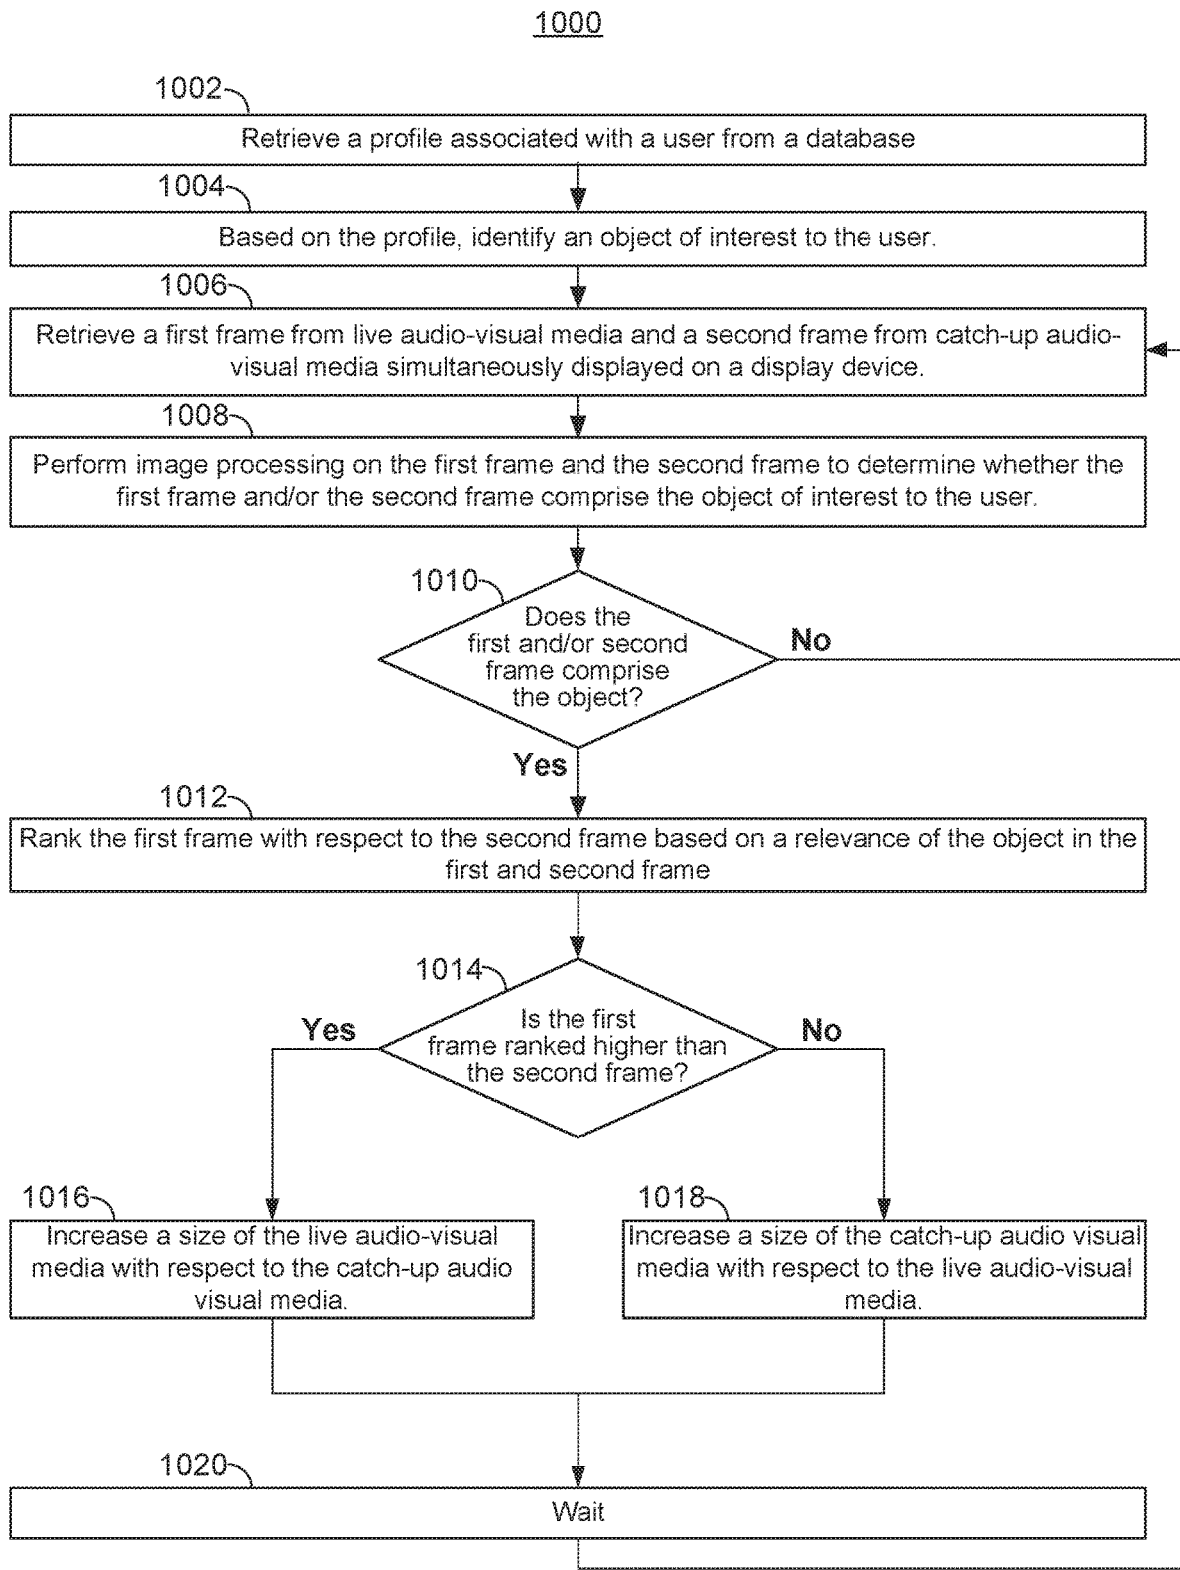 1000
1002
Retrieve a profile associated with a user from a database
1004
Based on the profile, identify an object of interest to the user.
1006
Retrieve a first frame from live audio-visual media and a second frame from catch-up audio-
visual media simultaneously displayed on a display device.
1008
Perform image processing on the first frame and the second frame to determine whether the
first frame and/or the second frame comprise the object of interest to the user.
1010
Does the
first and/or second
frame comprise
the object?
No
Yes
1012
Rank the first frame with respect to the second frame based on a relevance of the object in the
first and second frame
1014
Is the first
frame ranked higher than
the second frame?
Yes
No
1016
Increase a size of the live audio-visual
media with respect to the catch-up audio
visual media.
1018
Increase a size of the catch-up audio visual
media with respect to the live audio-visual
media.
1020
Wait